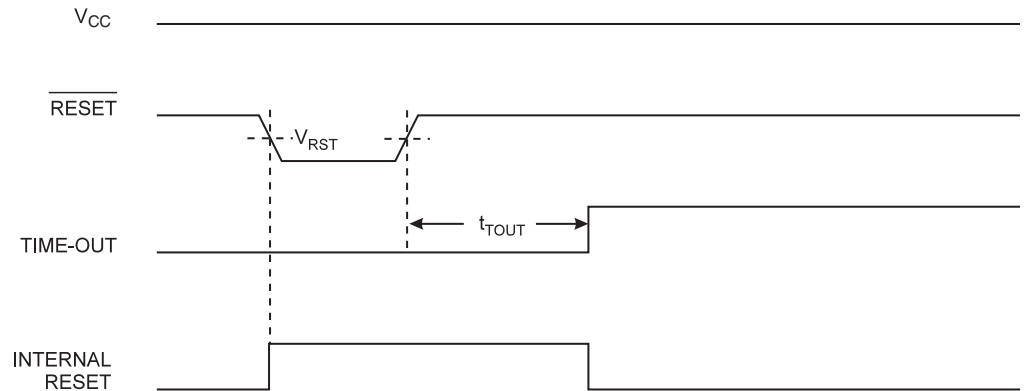 VCC
RESET
VRST
tTOUT
TIME-OUT
INTERNAL
RESET